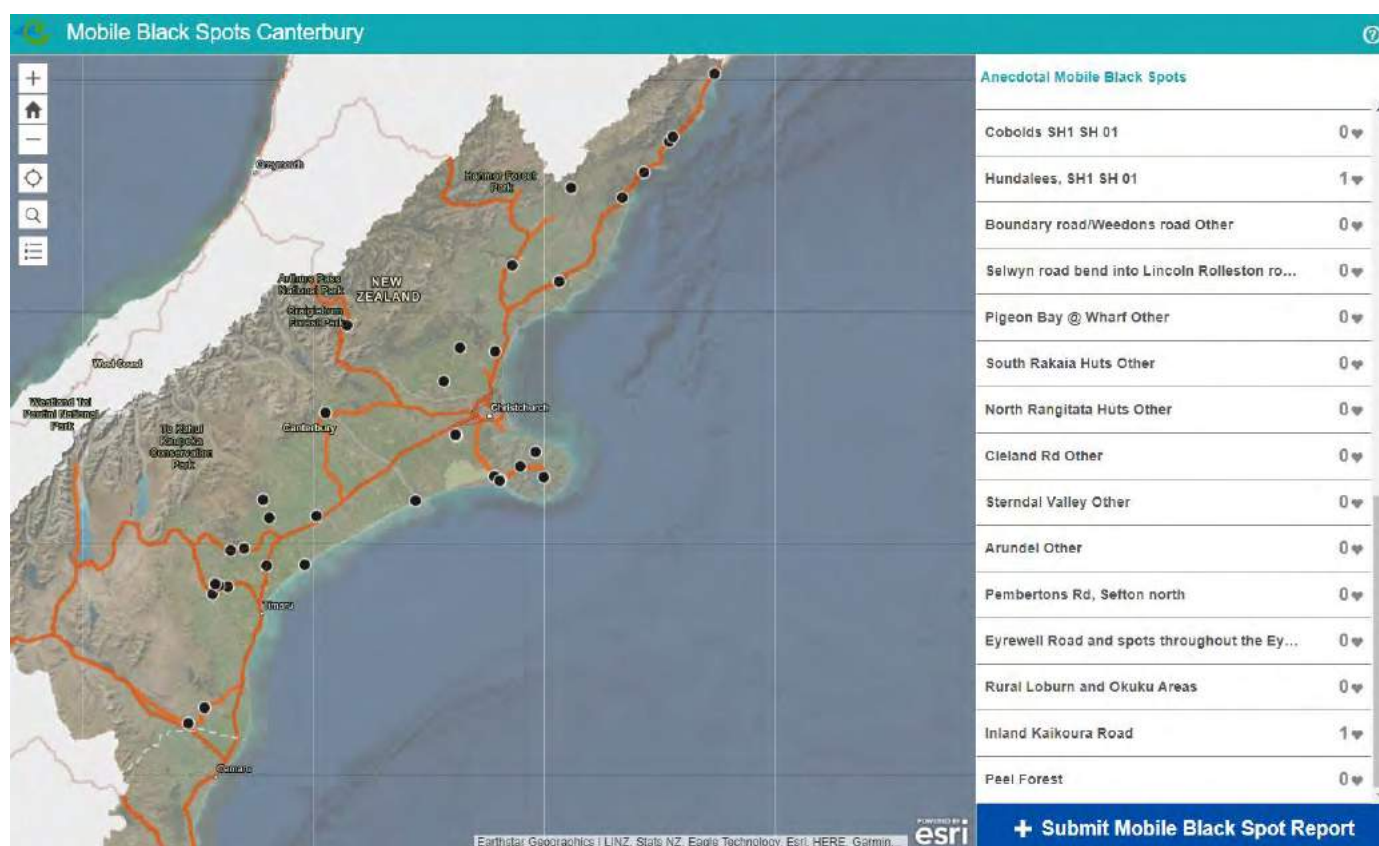 Mobile Black Spots Canterbury
Greymouth
Hanmer Forest
Park
Arthurs Pass
National Park
NEW
ZEALAND
Craigieburn
Forest Park
West Coast
Westland Tai
Poutini National
Park
Te Kahui
Kaupeka
Conservation
Park
Canterbury
Christchurch
Timaru
Oamaru
Earthstar Geographics | LINZ, Stats NZ, Eagle Technology, Esri, HERE, Garmin...
POWERED BY
esri
Anecdotal Mobile Black Spots
Cobolds SH1 SH 01 0
Hundalees, SH1 SH 01 1
Boundary road/Weedons road Other 0
Selwyn road bend into Lincoln Rolleston ro... 0
Pigeon Bay @ Wharf Other 0
South Rakaia Huts Other 0
North Rangitata Huts Other 0
Cleland Rd Other 0
Sterndal Valley Other 0
Arundel Other 0
Pembertons Rd, Sefton north 0
Eyrewell Road and spots throughout the Ey... 0
Rural Loburn and Okuku Areas 0
Inland Kaikoura Road 1
Peel Forest 0
+ Submit Mobile Black Spot Report